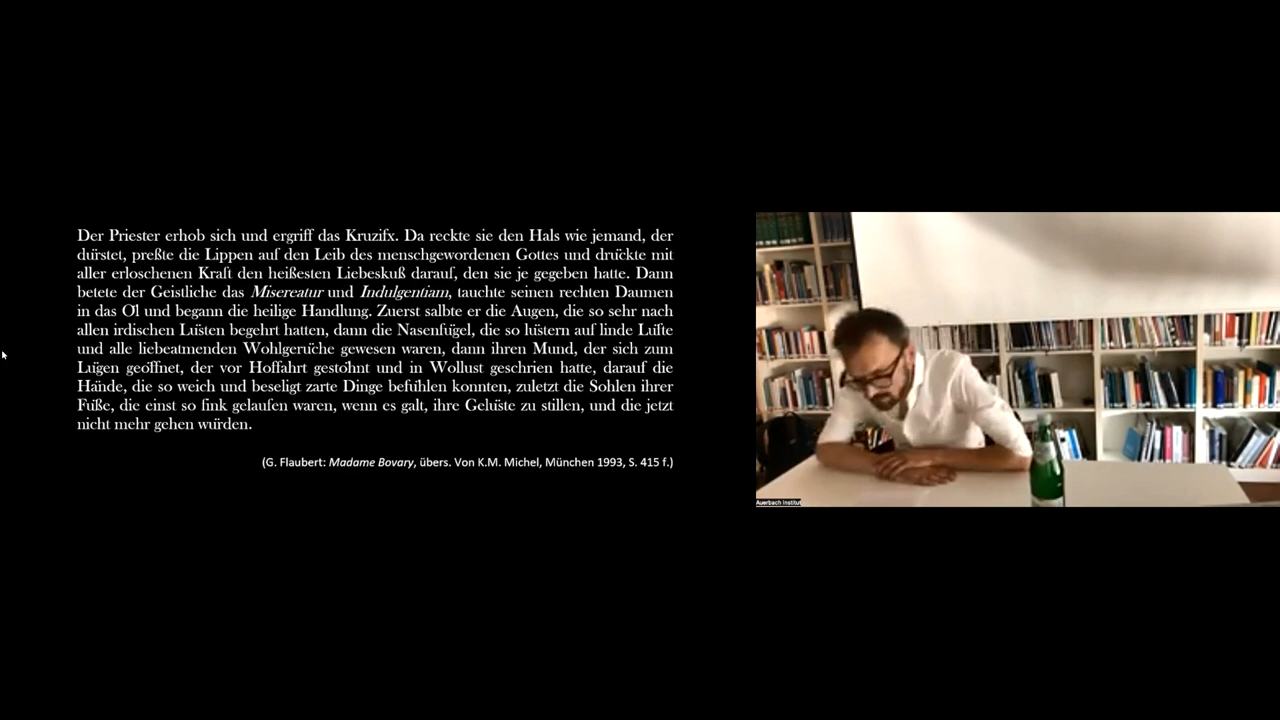 Der Priester erhob sich und ergriff das Kruzifx. Da reckte sie den Hals wie jemand, der
dürstet, preßte die Lippen auf den Leib des menschgewordenen Gottes und drückte mit
aller erloschenen Kraft den heißesten Liebeskuß darauf, den sie je gegeben hatte. Dann
betete der Geistliche das Misereatur und Indulgentiam, tauchte seinen rechten Daumen
in das Öl und begann die heilige Handlung. Zuerst salbte er die Augen, die so sehr nach
allen irdischen Lüsten begehrt hatten, dann die Nasenfügel, die so lüstern auf linde Lüfte
und alle liebeatmenden Wohlgerüche gewesen waren, dann ihren Mund, der sich zum
Lügen geöffnet, der vor Hoffahrt gestöhnt und in Wollust geschrien hatte, darauf die
Hände, die so weich und beseligt zarte Dinge befühlen konnten, zuletzt die Sohlen ihrer
Füße, die einst so fink gelaufen waren, wenn es galt, ihre Gelüste zu stillen, und die jetzt
nicht mehr gehen würden.
(G. Flaubert: Madame Bovary, übers. Von K.M. Michel, München 1993, S. 415 f.)
Auerbach Institut